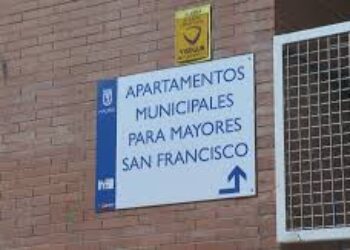 APARTAMENTOS
MUNICIPALES
PARA MAYORES
SAN FRANCISCO